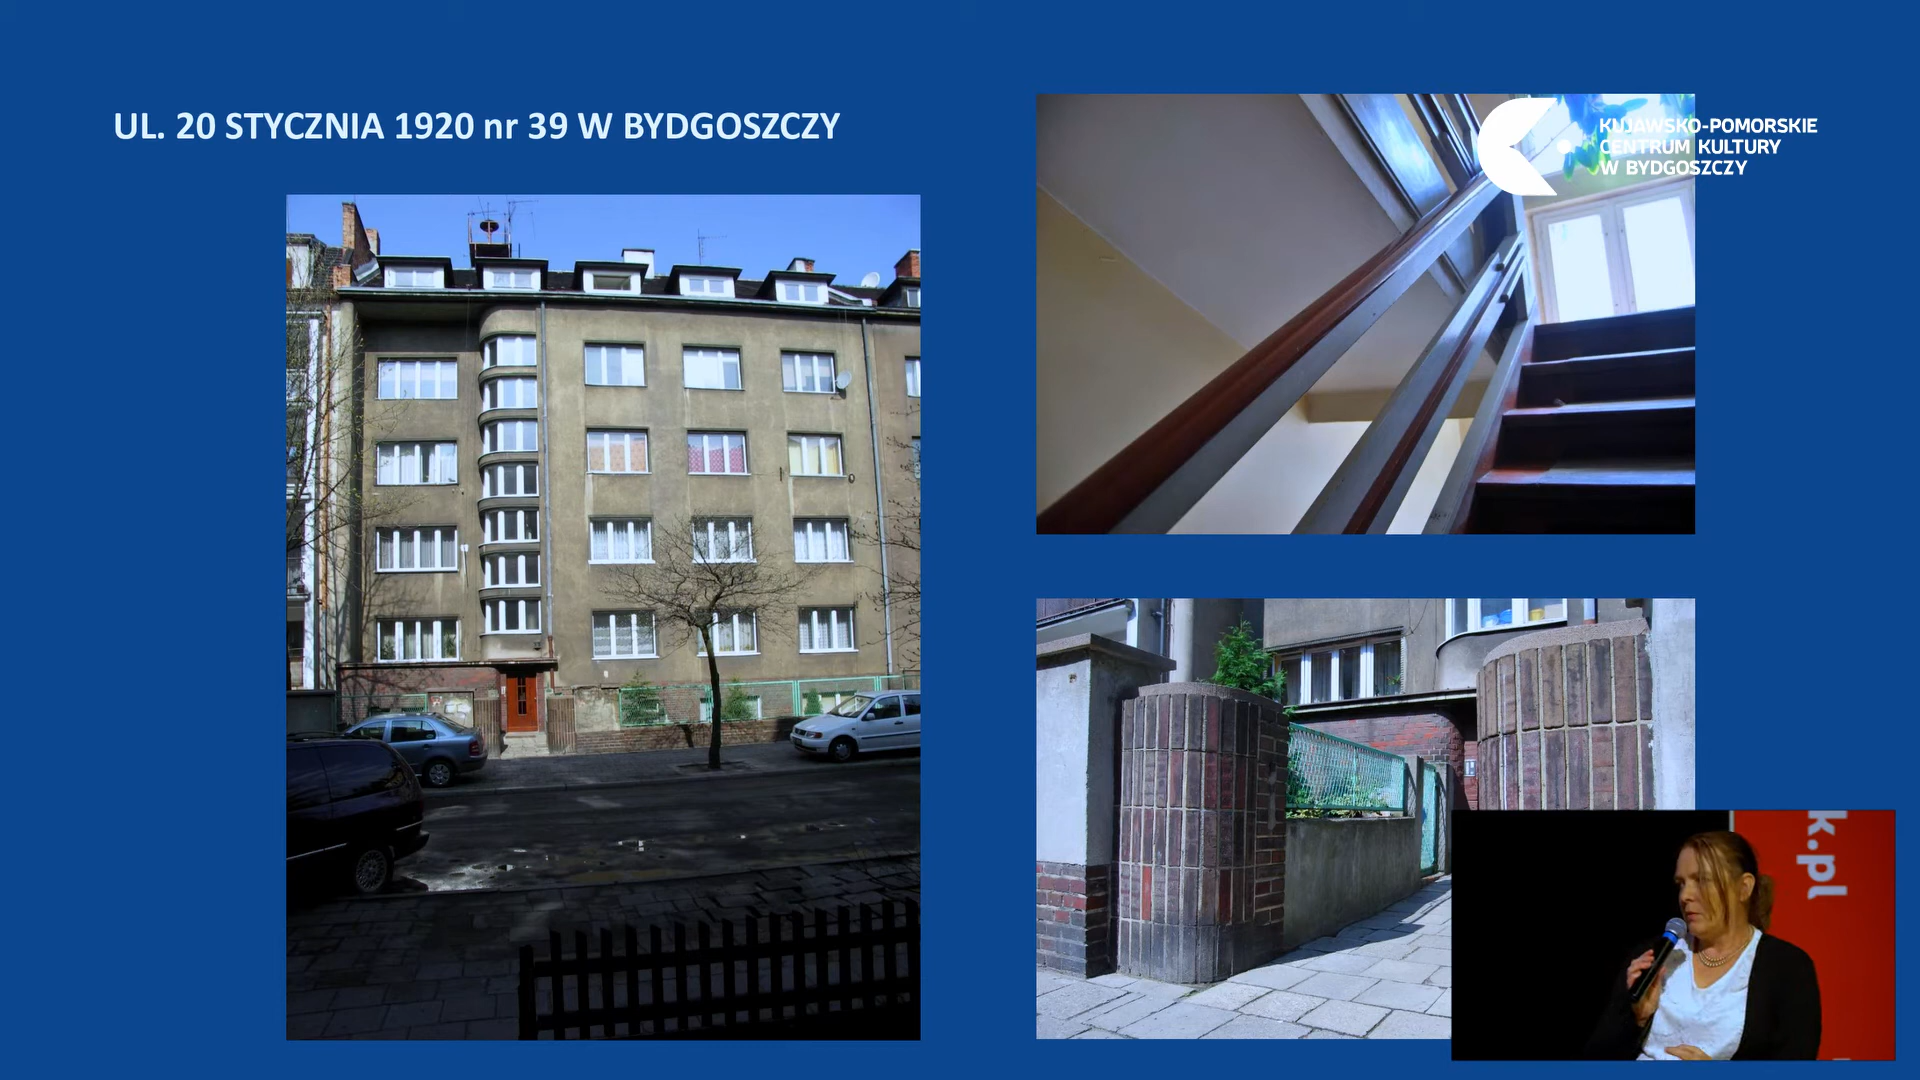 UL. 20 STYCZNIA 1920 nr 39 W BYDGOSZCZY
KUJAWSKO-POMORSKIE
CENTRUM KULTURY
W BYDGOSZCZY
k.pl